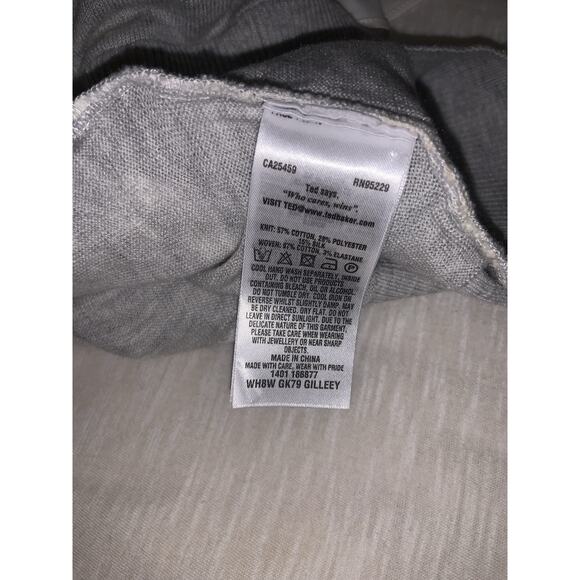 CA25459 RN95229
Ted says,
"Who cares, wins".
VISIT TED@www.tedbaker.com
KNIT: 57% COTTON, 28% POLYESTER
15% SILK
WOVEN: 97% COTTON, 3% ELASTANE
COOL HAND WASH SEPARATELY, INSIDE
OUT. DO NOT USE PRODUCTS
CONTAINING BLEACH, OIL OR ALCOHOL
DO NOT TUMBLE DRY. COOL IRON ON
REVERSE WHILST SLIGHTLY DAMP. MAY
BE DRY CLEANED. DRY FLAT. DO NOT
LEAVE IN DIRECT SUNLIGHT. DUE TO THE
DELICATE NATURE OF THIS GARMENT,
PLEASE TAKE CARE WHEN WEARING
WITH JEWELLERY OR NEAR SHARP
OBJECTS.
MADE IN CHINA
MADE WITH CARE, WEAR WITH PRIDE
1401 186877
WH8W GK79 GILLEEY